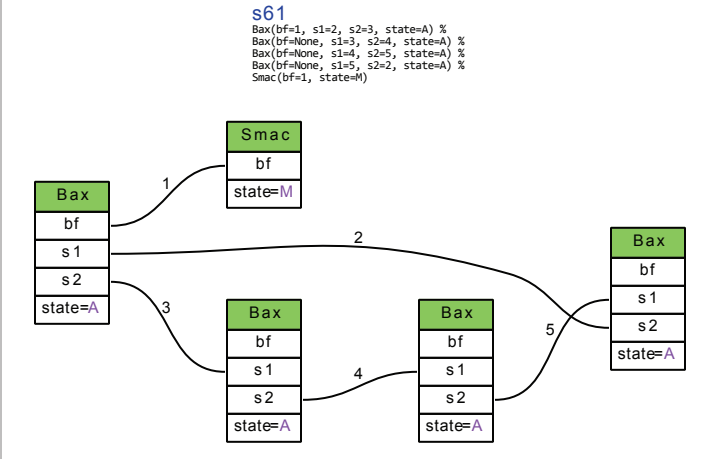 s61
Bax(bf=1, s1=2, s2=3, state=A) %
Bax(bf=None, s1=3, s2=4, state=A) %
Bax(bf=None, s1=4, s2=5, state=A) %
Bax(bf=None, s1=5, s2=2, state=A) %
Smac(bf=1, state=M)
Smac
bf
state=M
1
Bax
bf
s1
s2
state=A
2
3
Bax
bf
s1
s2
state=A
4
Bax
bf
s1
s2
state=A
5
Bax
bf
s1
s2
state=A